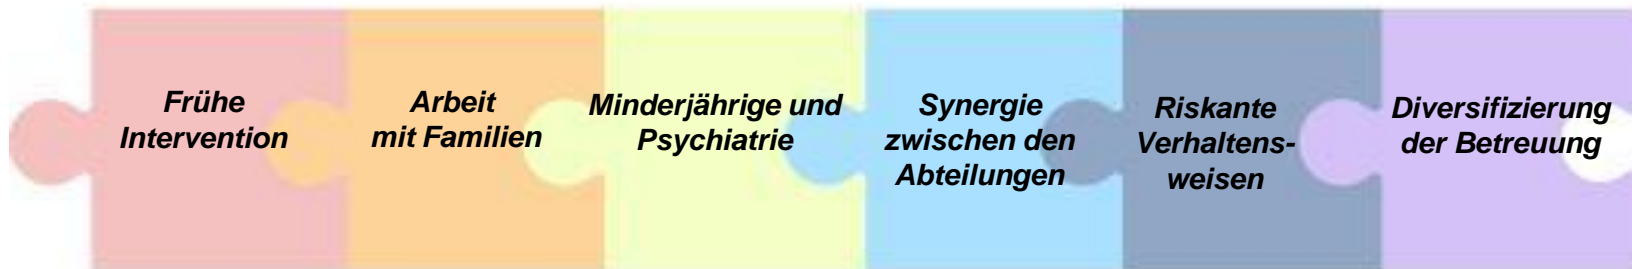 Frühe
Intervention
Arbeit
mit Familien
Minderjährige und
Psychiatrie
Synergie
zwischen den
Abteilungen
Riskante
Verhaltens-
weisen
Diversifizierung
der Betreuung